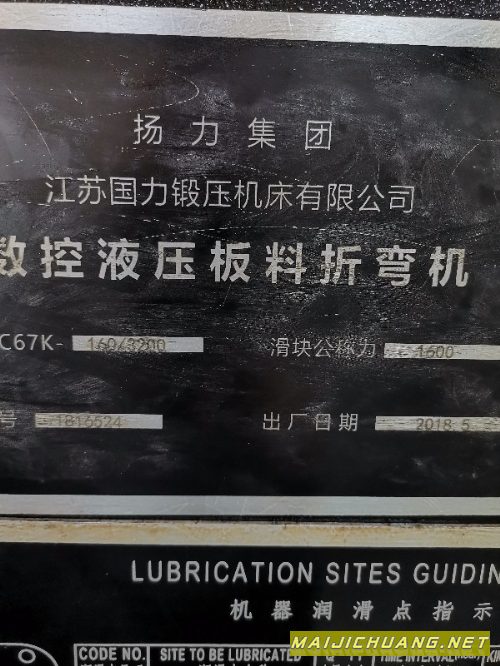 扬力集团
江苏国力锻压机床有限公司
数控液压板料折弯机
C67K- 160/3200 滑块公称力 1600
号 1816524 出厂日期 2018.5
LUBRICATION SITES GUIDIN
机器润滑点指示
CODE NO. SITE TO BE LUBRICATED
MAIJICHUANG.NET